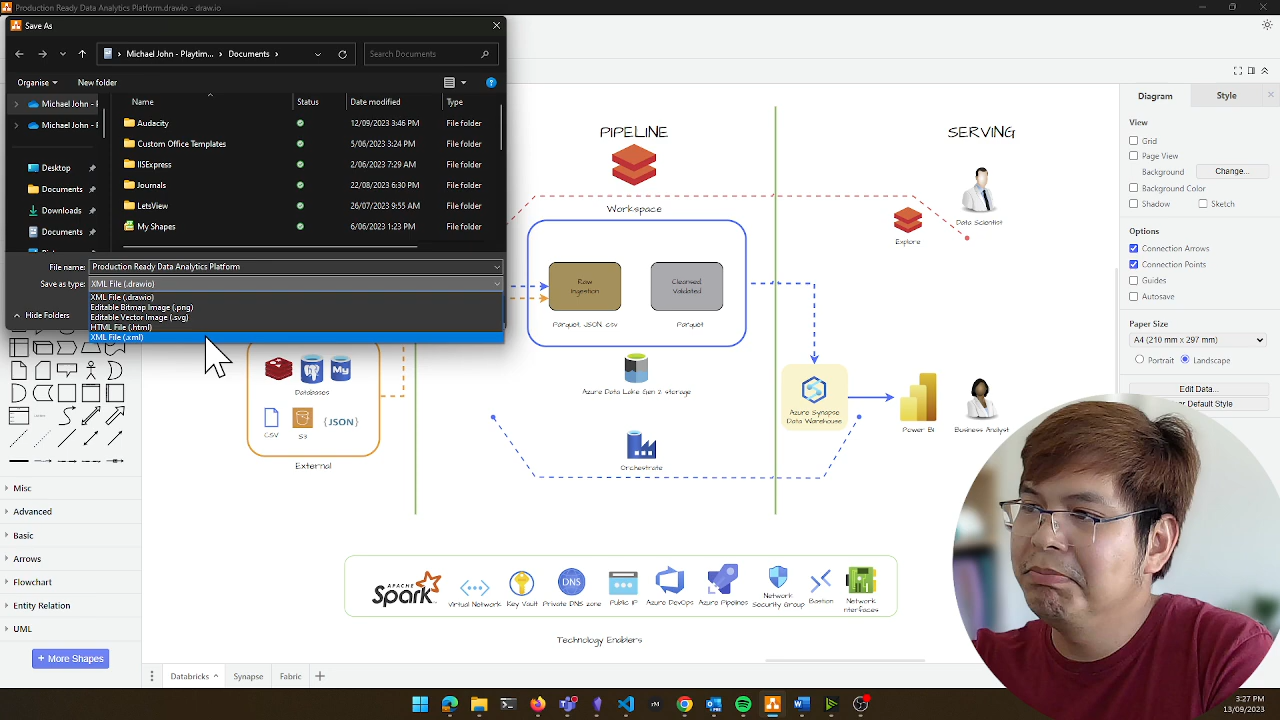 Production Ready Data Analytics Platform.drawio - draw.io
Save As
Michael John - Playtim... > Documents >
Search Documents
Organise
New folder
Name
Status
Date modified
Type
Audacity
12/09/2023 3:46 PM
File folder
Custom Office Templates
5/06/2023 3:24 PM
File folder
IISExpress
2/06/2023 7:29 AM
File folder
Journals
22/08/2023 6:30 PM
File folder
LetsView
26/07/2023 9:55 AM
File folder
My Shapes
6/06/2023 1:23 PM
File folder
Michael John -
Michael John -
Desktop
Documents
Downloads
Documents
File name:
Production Ready Data Analytics Platform
Save as type:
XML File (.drawio)
XML File (.drawio)
Editable Bitmap Image (.png)
Editable Vector Image (.svg)
HTML File (.html)
XML File (.xml)
Hide Folders
Misc
Advanced
Basic
Arrows
Flowchart
Entity Relation
UML
+ More Shapes
PIPELINE
Workspace
Raw
Ingestion
Cleansed,
Validated
Parquet, JSON, csv
Parquet
Azure Data Lake Gen 2 storage
Orchestrate
SERVING
Data Scientist
Explore
Azure Synapse
Data Warehouse
Power BI
Business Analyst
My
Databases
CSV
S3
{JSON}
External
APACHE
Spark
Virtual Network
Key Vault
DNS
Private DNS zone
Public IP
Azure DevOps
Azure Pipelines
Network
Security Group
Bastion
Network
Interfaces
Technology Enablers
Diagram
Style
View
Grid
Page View
Background
Change...
Background Color
Shadow
Sketch
Options
Connection Arrows
Connection Points
Guides
Autosave
Paper Size
A4 (210 mm x 297 mm)
Portrait
Landscape
Edit Data...
Default Style
Databricks
Synapse
Fabric
3:27 PM
13/09/2023